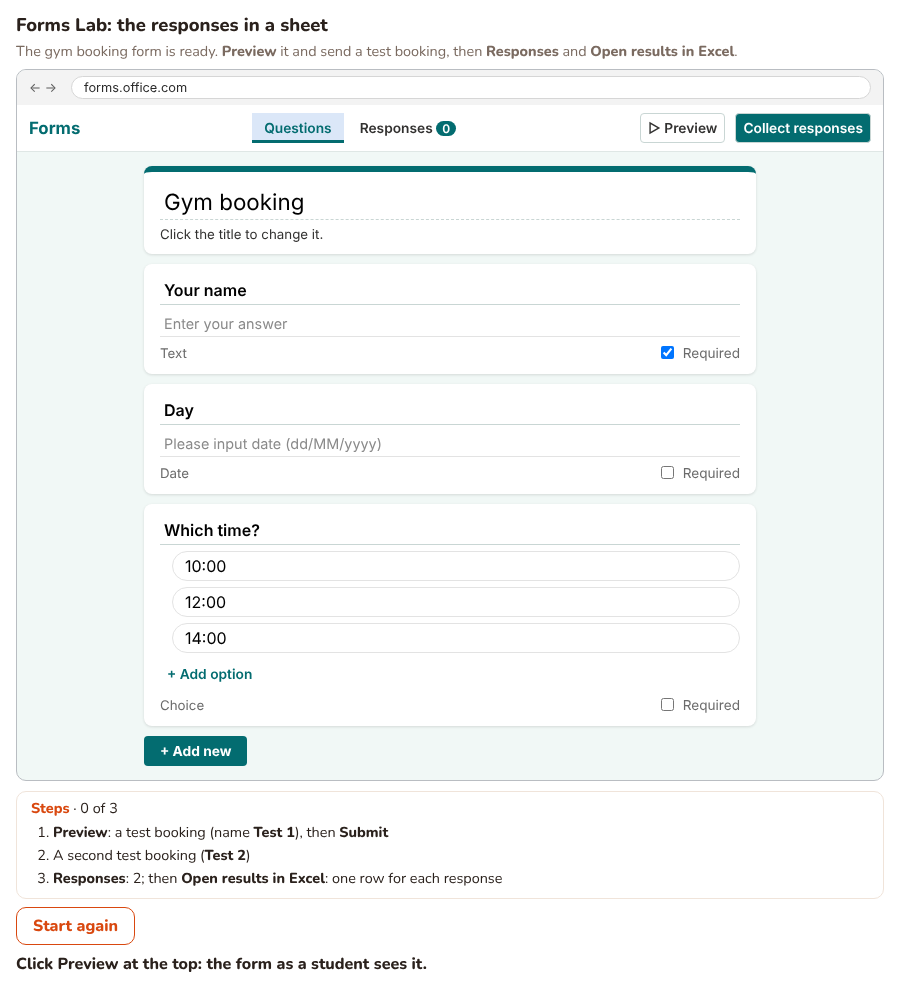 Forms Lab: the responses in a sheet
The gym booking form is ready. Preview it and send a test booking, then Responses and Open results in Excel.
← → forms.office.com
Forms Questions Responses 0 ▷ Preview Collect responses
Gym booking
Click the title to change it.
Your name
Enter your answer
Text Required
Day
Please input date (dd/MM/yyyy)
Date Required
Which time?
10:00
12:00
14:00
+ Add option
Choice Required
+ Add new
Steps · 0 of 3
1. Preview: a test booking (name Test 1), then Submit
2. A second test booking (Test 2)
3. Responses: 2; then Open results in Excel: one row for each response
Start again
Click Preview at the top: the form as a student sees it.